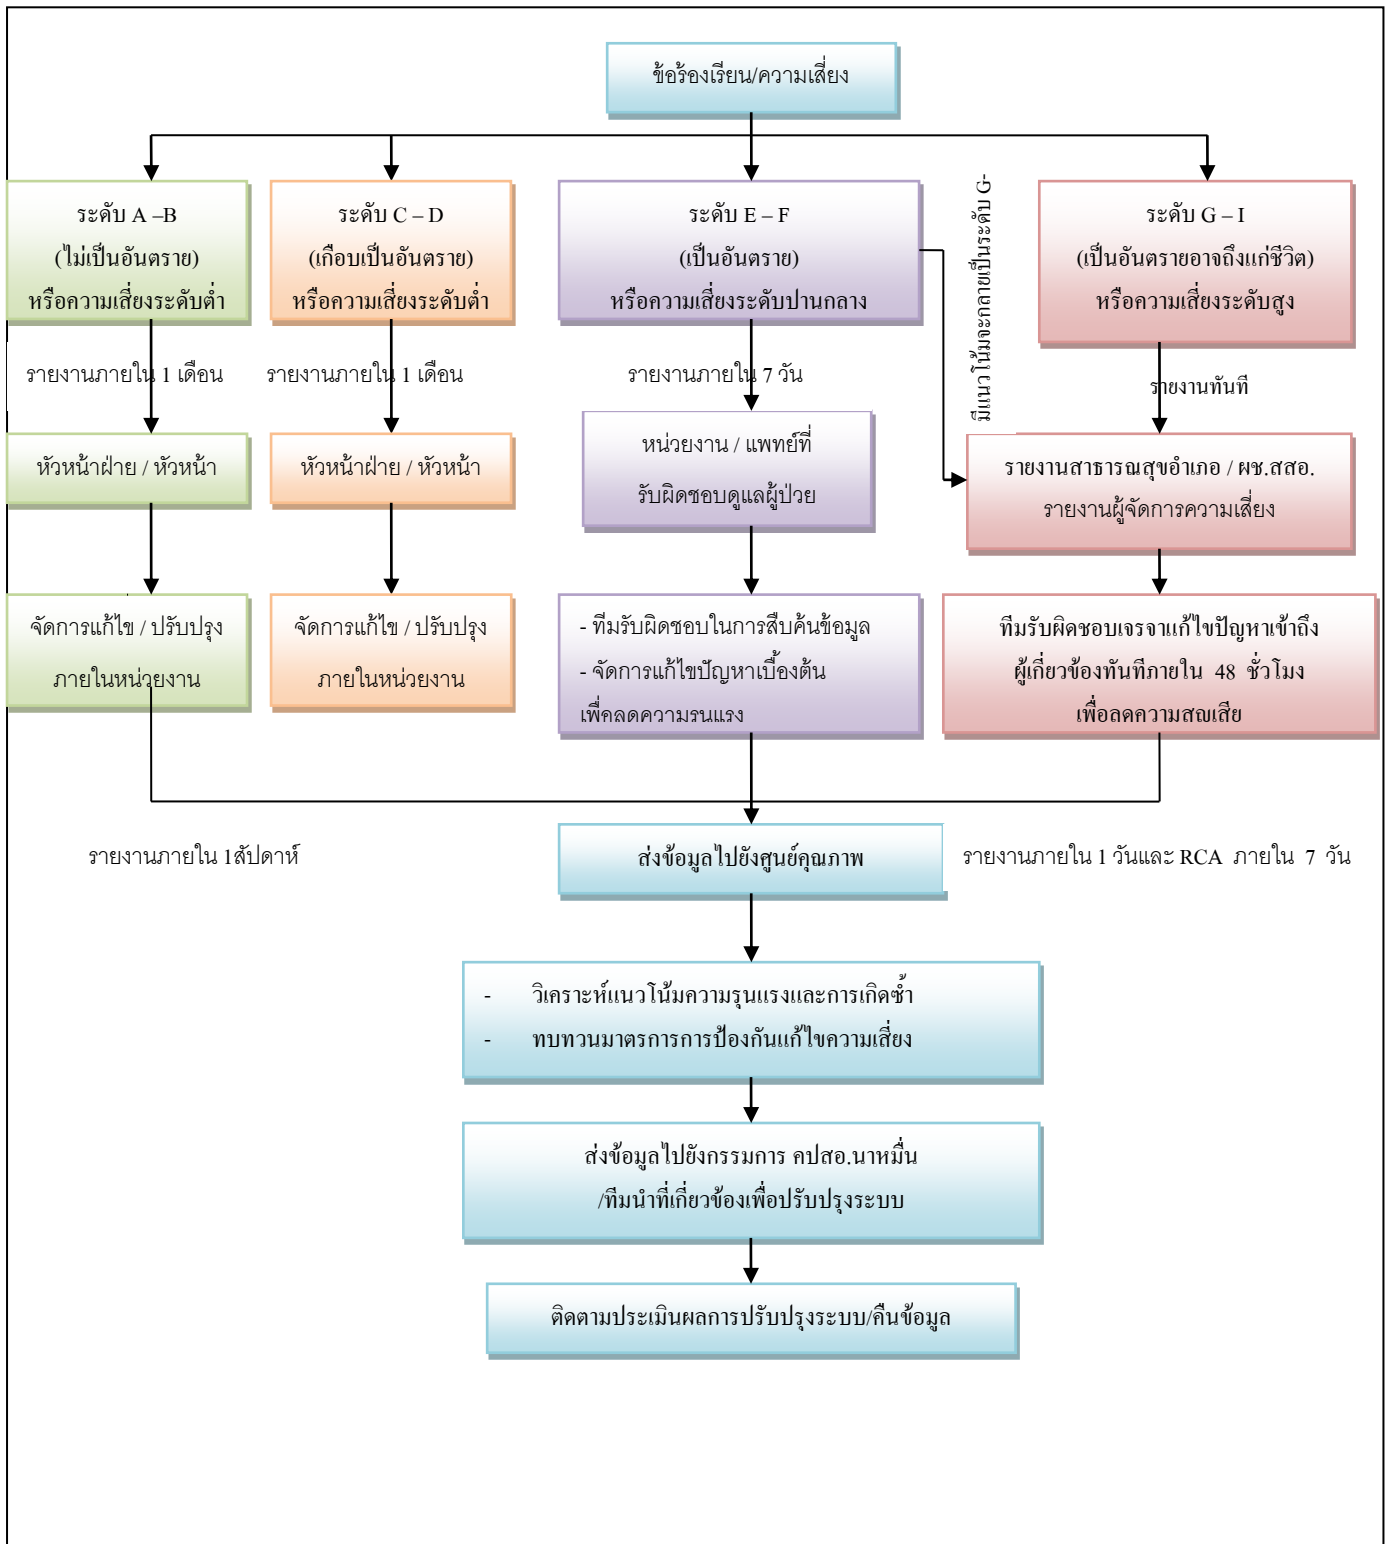 ข้อร้องเรียน/ความเสี่ยง
ระดับ A –B
(ไม่เป็นอันตราย)
หรือความเสี่ยงระดับต่ำ
ระดับ C – D
(เกือบเป็นอันตราย)
หรือความเสี่ยงระดับต่ำ
ระดับ E – F
(เป็นอันตราย)
หรือความเสี่ยงระดับปานกลาง
มีแนวโน้มจะกลายเป็นระดับ G-
ระดับ G – I
(เป็นอันตรายอาจถึงแก่ชีวิต)
หรือความเสี่ยงระดับสูง
รายงานภายใน 1 เดือน
รายงานภายใน 1 เดือน
รายงานภายใน 7 วัน
รายงานทันที
หัวหน้าฝ่าย / หัวหน้า
หัวหน้าฝ่าย / หัวหน้า
หน่วยงาน / แพทย์ที่
รับผิดชอบดูแลผู้ป่วย
รายงานสาธารณสุขอำเภอ / ผช.สสอ.
รายงานผู้จัดการความเสี่ยง
จัดการแก้ไข / ปรับปรุง
ภายในหน่วยงาน
จัดการแก้ไข / ปรับปรุง
ภายในหน่วยงาน
- ทีมรับผิดชอบในการสืบค้นข้อมูล
- จัดการแก้ไขปัญหาเบื้องต้น
เพื่อลดความรุนแรง
ทีมรับผิดชอบเจรจาแก้ไขปัญหาเข้าถึง
ผู้เกี่ยวข้องทันทีภายใน 48 ชั่วโมง
เพื่อลดความสูญเสีย
รายงานภายใน 1สัปดาห์
ส่งข้อมูลไปยังศูนย์คุณภาพ
รายงานภายใน 1 วันและ RCA ภายใน 7 วัน
- วิเคราะห์แนวโน้มความรุนแรงและการเกิดซ้ำ
- ทบทวนมาตรการการป้องกันแก้ไขความเสี่ยง
ส่งข้อมูลไปยังกรรมการ คปสอ.นาหมื่น
/ทีมนำที่เกี่ยวข้องเพื่อปรับปรุงระบบ
ติดตามประเมินผลการปรับปรุงระบบ/คืนข้อมูล